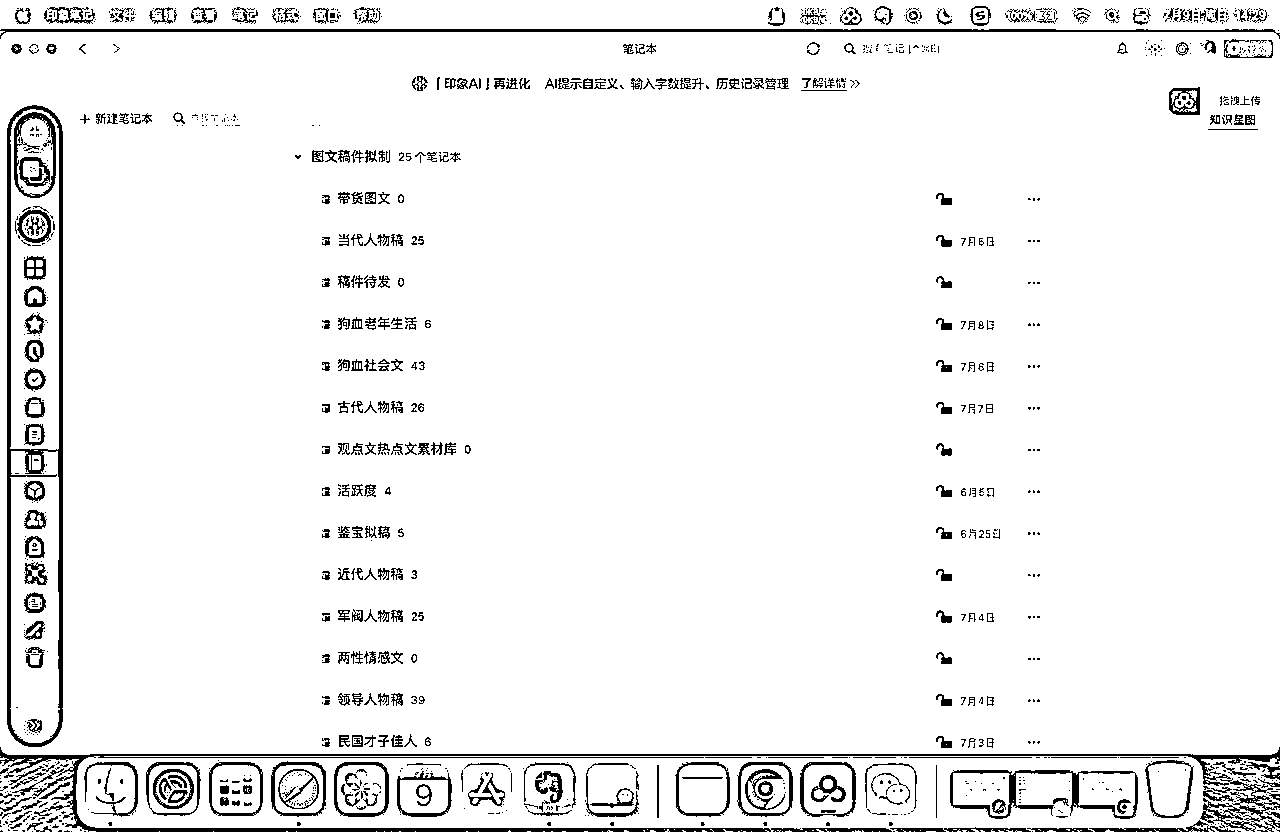 印象笔记 文件 编辑 查看 笔记 格式 窗口 帮助
100% 7月9日周日 14:29
笔记本
【印象AI】再进化 AI提示自定义、输入字数提升、历史记录管理 了解详情 >>
拖拽上传
+ 新建笔记本
知识星图
图文稿件拟制 25个笔记本
带货图文 0
当代人物稿 25 7月6日
稿件待发 0
狗血老年生活 6 7月8日
狗血社会文 43 7月6日
古代人物稿 26 7月7日
观点文热点文素材库 0
活跃度 4 6月6日
鉴宝拟稿 5 6月25日
近代人物稿 3
军阀人物稿 25 7月4日
两性情感文 0
领导人物稿 39 7月4日
民国才子佳人 6 7月3日
9